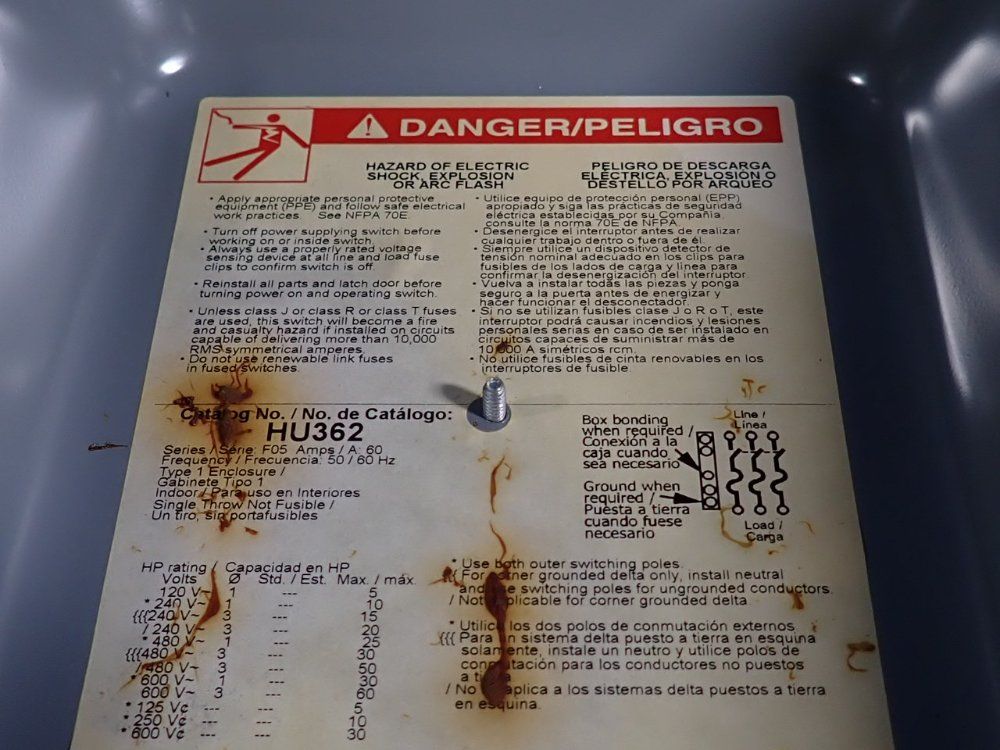 DANGER/PELIGRO
HAZARD OF ELECTRIC
SHOCK, EXPLOSION
OR ARC FLASH
• Apply appropriate personal protective
equipment (PPE) and follow safe electrical
work practices. See NFPA 70E.
• Turn off power supplying switch before
working on or inside switch.
• Always use a properly rated voltage
sensing device at all line and load fuse
clips to confirm switch is off.
• Reinstall all parts and latch door before
turning power on and operating switch.
• Unless class J or class R or class T fuses
are used, this switch will become a fire
and casualty hazard if installed on circuits
capable of delivering more than 10,000
RMS symmetrical amperes.
• Do not use renewable link fuses
in fused switches.
PELIGRO DE DESCARGA
ELÉCTRICA, EXPLOSIÓN O
DESTELLO POR ARQUEO
• Utilice equipo de protección personal (EPP)
apropiado y siga las prácticas de seguridad
eléctrica establecidas por su Compañia,
consulte la norma 70E de NFPA.
• Desenergice el interruptor antes de realizar
cualquier trabajo dentro o fuera de él.
• Siempre utilice un dispositivo detector de
tensión nominal adecuado en los clips para
fusibles de los lados de carga y línea para
confirmar la desenergización del interruptor.
• Vuelva a instalar todas las piezas y ponga
seguro a la puerta antes de energizar y
hacer funcionar el desconectador.
• Si no se utilizan fusibles clase J o R o T, este
interruptor podrá causar incendios y lesiones
personales serias en caso de ser instalado en
circuitos capaces de suministrar más de
10 000 A simétricos rcm.
• No utilice fusibles de cinta renovables en los
interruptores de fusible.
Catalog No. / No. de Catálogo:
HU362
Series / Série: F05 Amps / A: 60
Frequency / Frecuencia: 50 / 60 Hz
Type 1 Enclosure /
Gabinete Tipo 1
Indoor / Para uso en Interiores
Single Throw Not Fusible /
Un tiro, sin portafusibles
Box bonding
when required /
Conexión a la
caja cuando
sea necesario
Ground when
required /
Puesta a tierra
cuando fuese
necesario
Line /
Línea
Load /
Carga
HP rating / Capacidad en HP
Volts Ø Std. / Est. Max. / máx.
120 V~ 1 --- 5
* 240 V~ 1 --- 10
{{{240 V~ 3 --- 15
/ 240 V~ 3 --- 20
* 480 V~ 1 --- 25
{{{480 V~ 3 --- 30
/ 480 V~ 3 --- 50
* 600 V~ 1 --- 30
600 V~ 3 --- 60
* 125 V¢ --- --- 5
* 250 V¢ --- --- 10
* 600 V¢ --- --- 30
* Use both outer switching poles.
{{{ For corner grounded delta only, install neutral
and use switching poles for ungrounded conductors.
/ Not applicable for corner grounded delta
* Utilice los dos polos de conmutación externos
{{{ Para un sistema delta puesto a tierra en esquina
solamente, instale un neutro y utilice polos de
conmutación para los conductores no puestos
a tierra
/ No aplica a los sistemas delta puestos a tierra
en esquina.